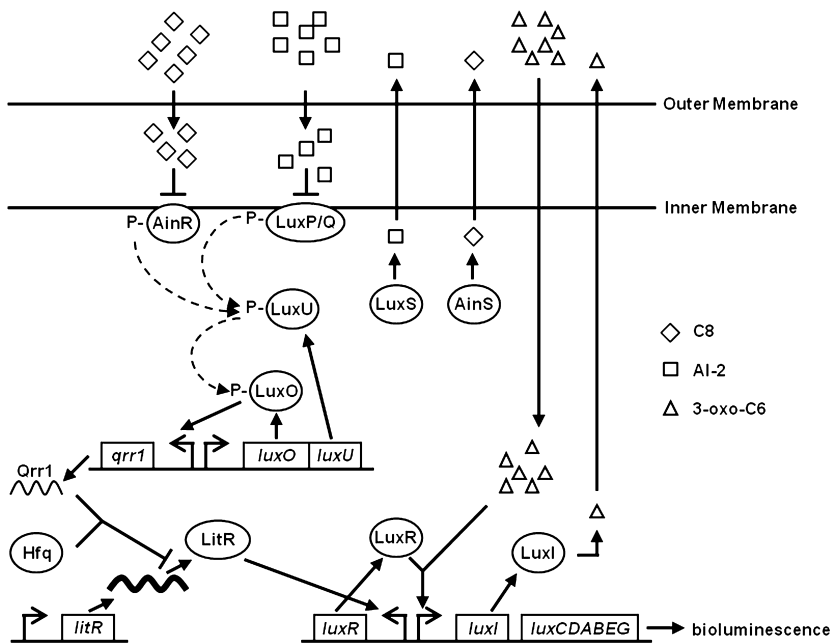 Outer Membrane
Inner Membrane
P- AinR
P- LuxP/Q
P- LuxU
LuxS
AinS
C8
AI-2
3-oxo-C6
P- LuxO
qrr1
luxO
luxU
Qrr1
Hfq
LitR
LuxR
LuxI
litR
luxR
luxI
luxCDABEG
bioluminescence